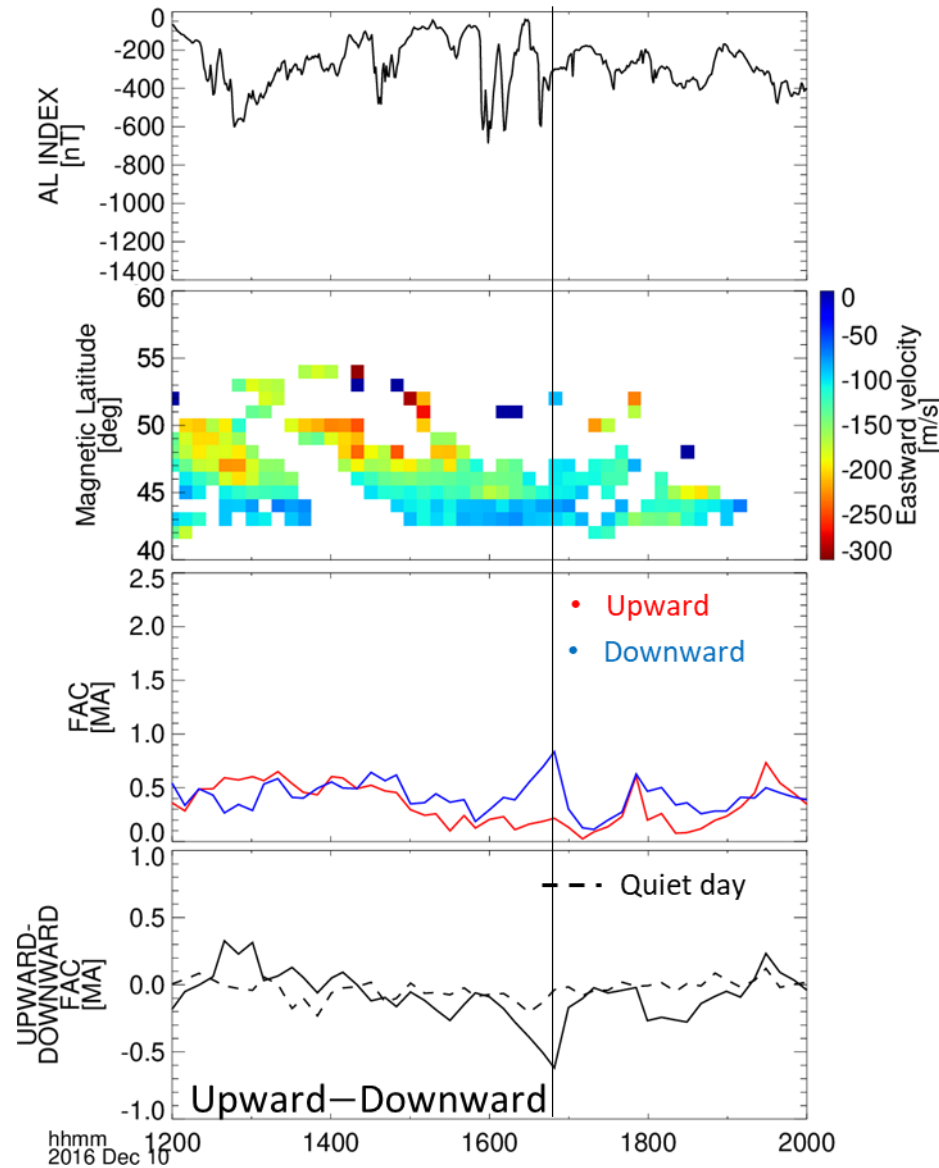 AL INDEX
[nT]
0
-200
-400
-600
-800
-1000
-1200
-1400
Magnetic Latitude
[deg]
60
55
50
45
40
0
-50
-100
-150
-200
-250
-300
Eastward velocity
[m/s]
FAC
[MA]
2.5
2.0
1.5
1.0
0.5
0.0
Upward
Downward
UPWARD-
DOWNWARD
FAC
[MA]
1.0
0.5
0.0
-0.5
-1.0
Quiet day
Upward−Downward
hhmm
2016 Dec 10
1200
1400
1600
1800
2000